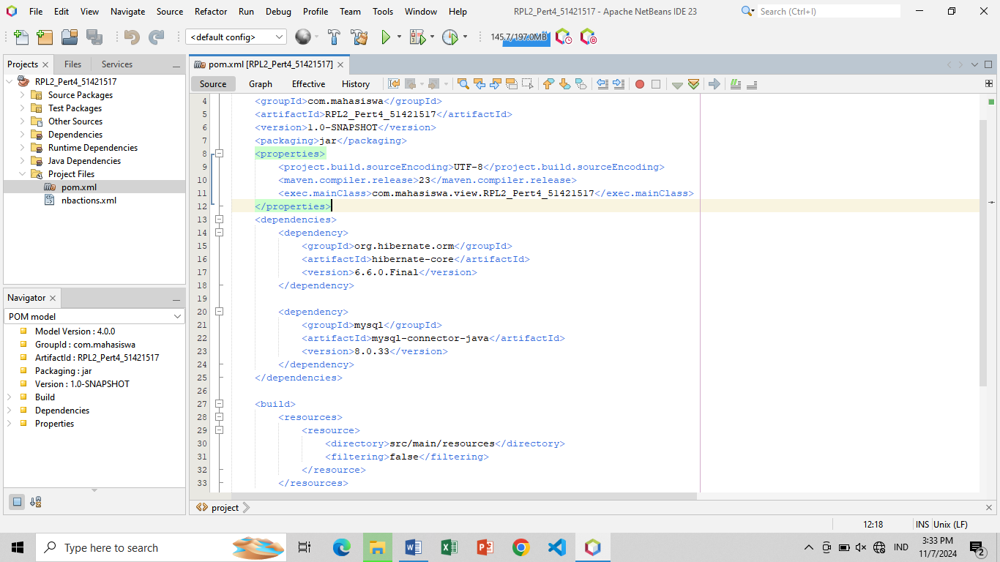 File Edit View Navigate Source Refactor Run Debug Profile Team Tools Window Help
RPL2_Pert4_51421517 - Apache NetBeans IDE 23
Search (Ctrl+I)
<default config>
145.7/197.0MB
Projects Files Services
RPL2_Pert4_51421517
Source Packages
Test Packages
Other Sources
Dependencies
Runtime Dependencies
Java Dependencies
Project Files
pom.xml
nbactions.xml
Navigator
POM model
Model Version : 4.0.0
GroupId : com.mahasiswa
ArtifactId : RPL2_Pert4_51421517
Packaging : jar
Version : 1.0-SNAPSHOT
Build
Dependencies
Properties
pom.xml [RPL2_Pert4_51421517]
Source Graph Effective History
4 <groupId>com.mahasiswa</groupId>
5 <artifactId>RPL2_Pert4_51421517</artifactId>
6 <version>1.0-SNAPSHOT</version>
7 <packaging>jar</packaging>
8 <properties>
9 <project.build.sourceEncoding>UTF-8</project.build.sourceEncoding>
10 <maven.compiler.release>23</maven.compiler.release>
11 <exec.mainClass>com.mahasiswa.view.RPL2_Pert4_51421517</exec.mainClass>
12 </properties>
13 <dependencies>
14 <dependency>
15 <groupId>org.hibernate.orm</groupId>
16 <artifactId>hibernate-core</artifactId>
17 <version>6.6.0.Final</version>
18 </dependency>
19
20 <dependency>
21 <groupId>mysql</groupId>
22 <artifactId>mysql-connector-java</artifactId>
23 <version>8.0.33</version>
24 </dependency>
25 </dependencies>
26
27 <build>
28 <resources>
29 <resource>
30 <directory>src/main/resources</directory>
31 <filtering>false</filtering>
32 </resource>
33 </resources>
project
12:18 INS Unix (LF)
Type here to search
IND
3:33 PM
11/7/2024
2